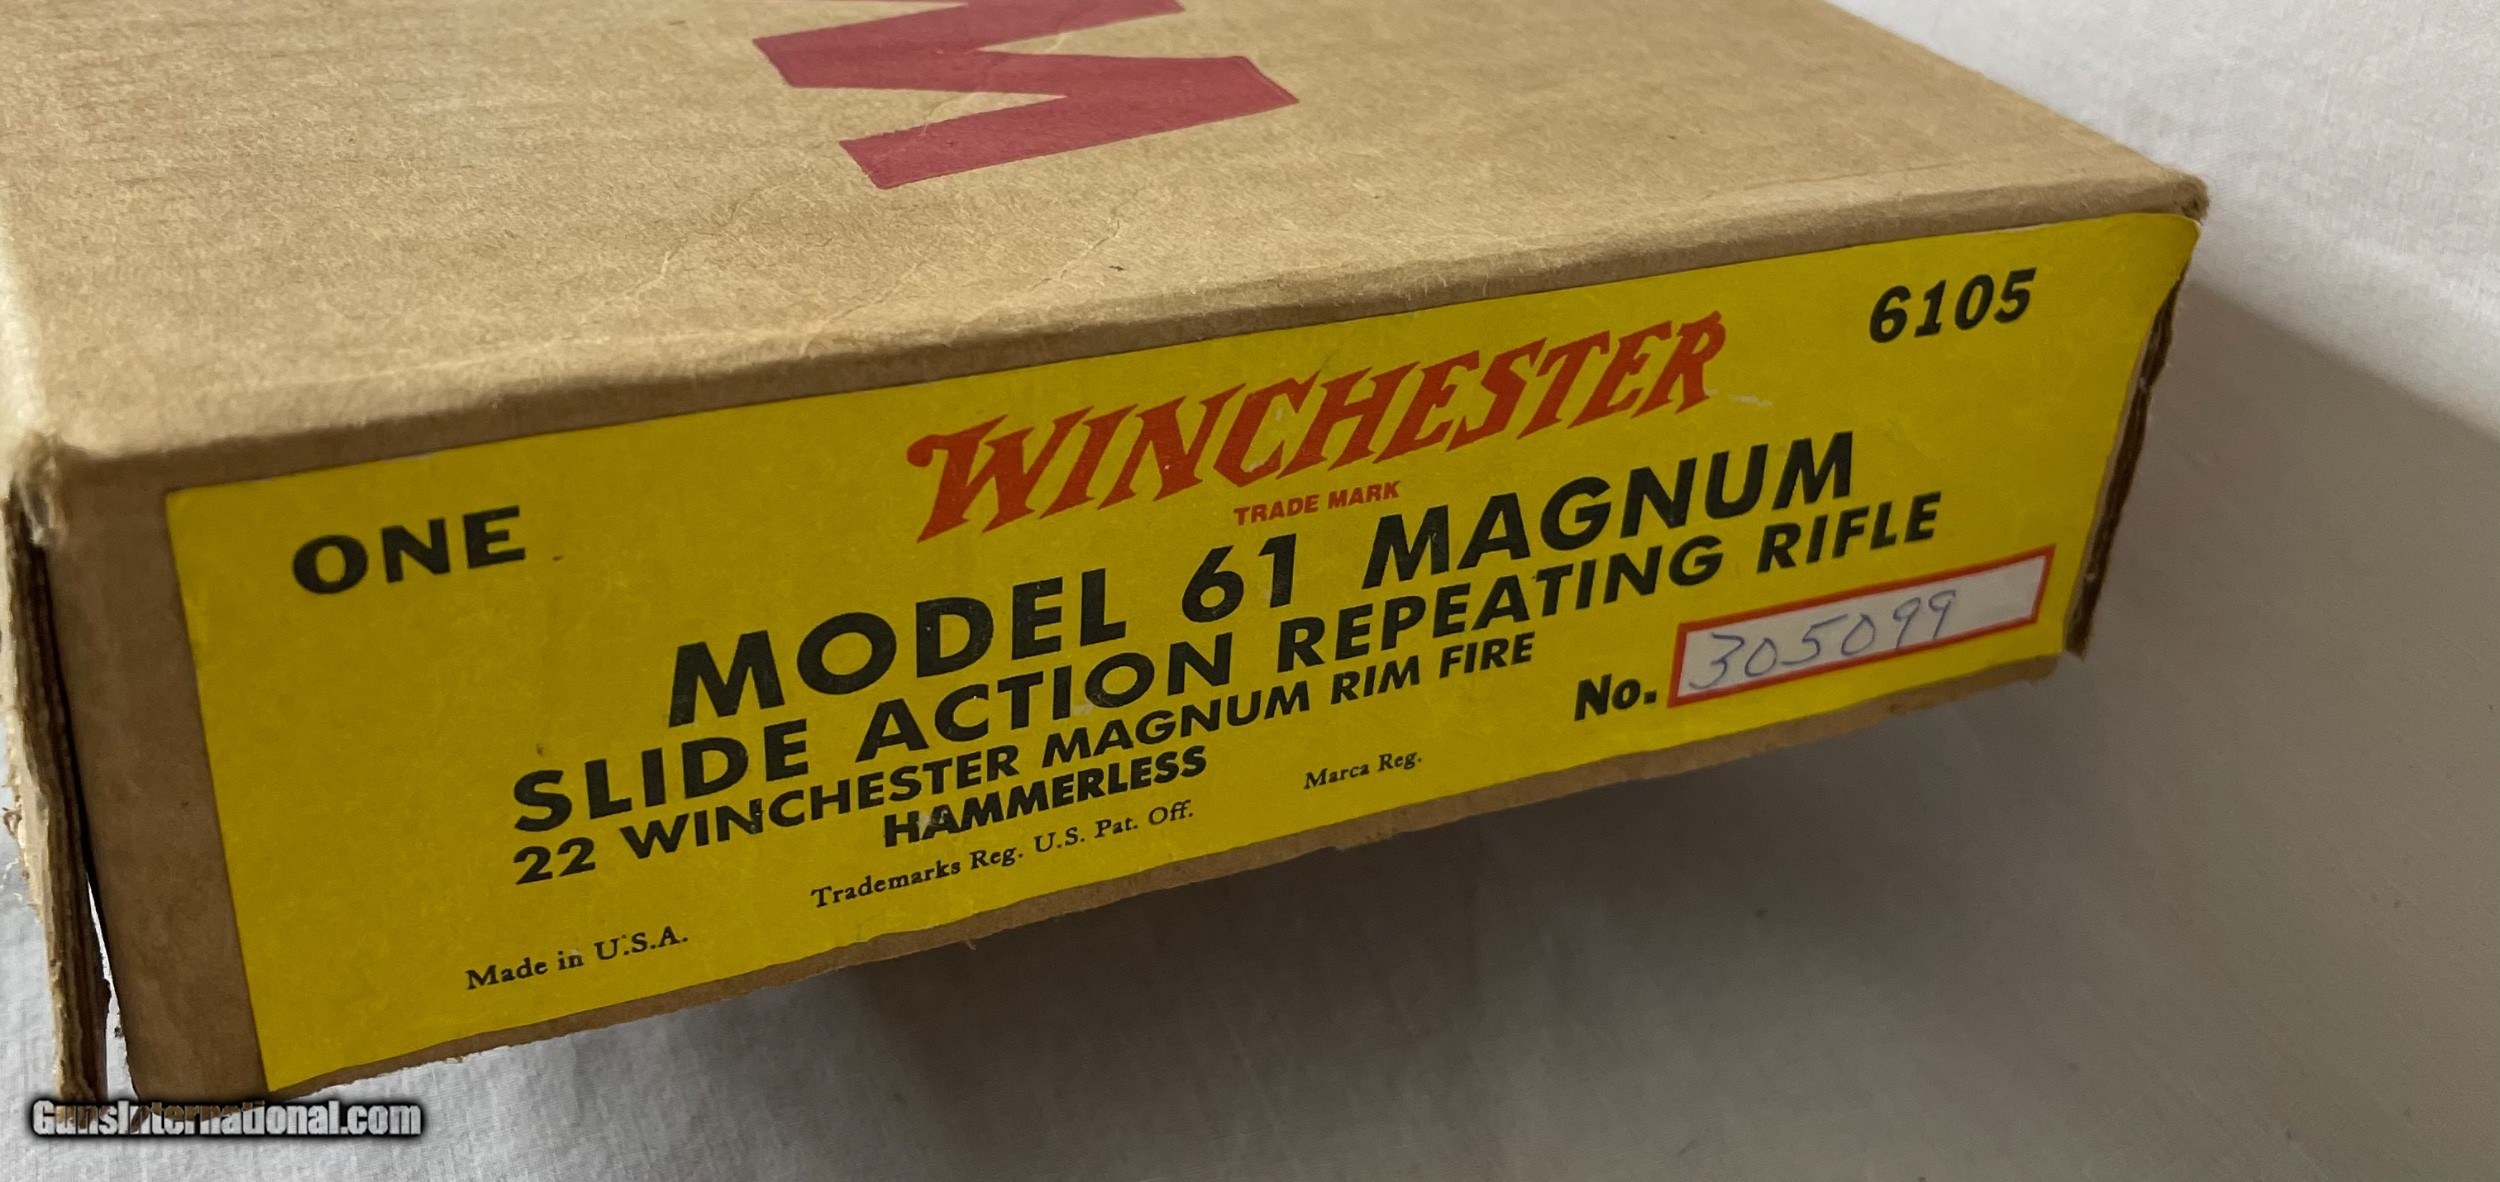 6105
WINCHESTER
TRADE MARK
ONE
MODEL 61 MAGNUM
SLIDE ACTION REPEATING RIFLE
22 WINCHESTER MAGNUM RIM FIRE
HAMMERLESS
No. 305099
Trademarks Reg. U.S. Pat. Off.
Marca Reg.
Made in U.S.A.
GunsInternational.com